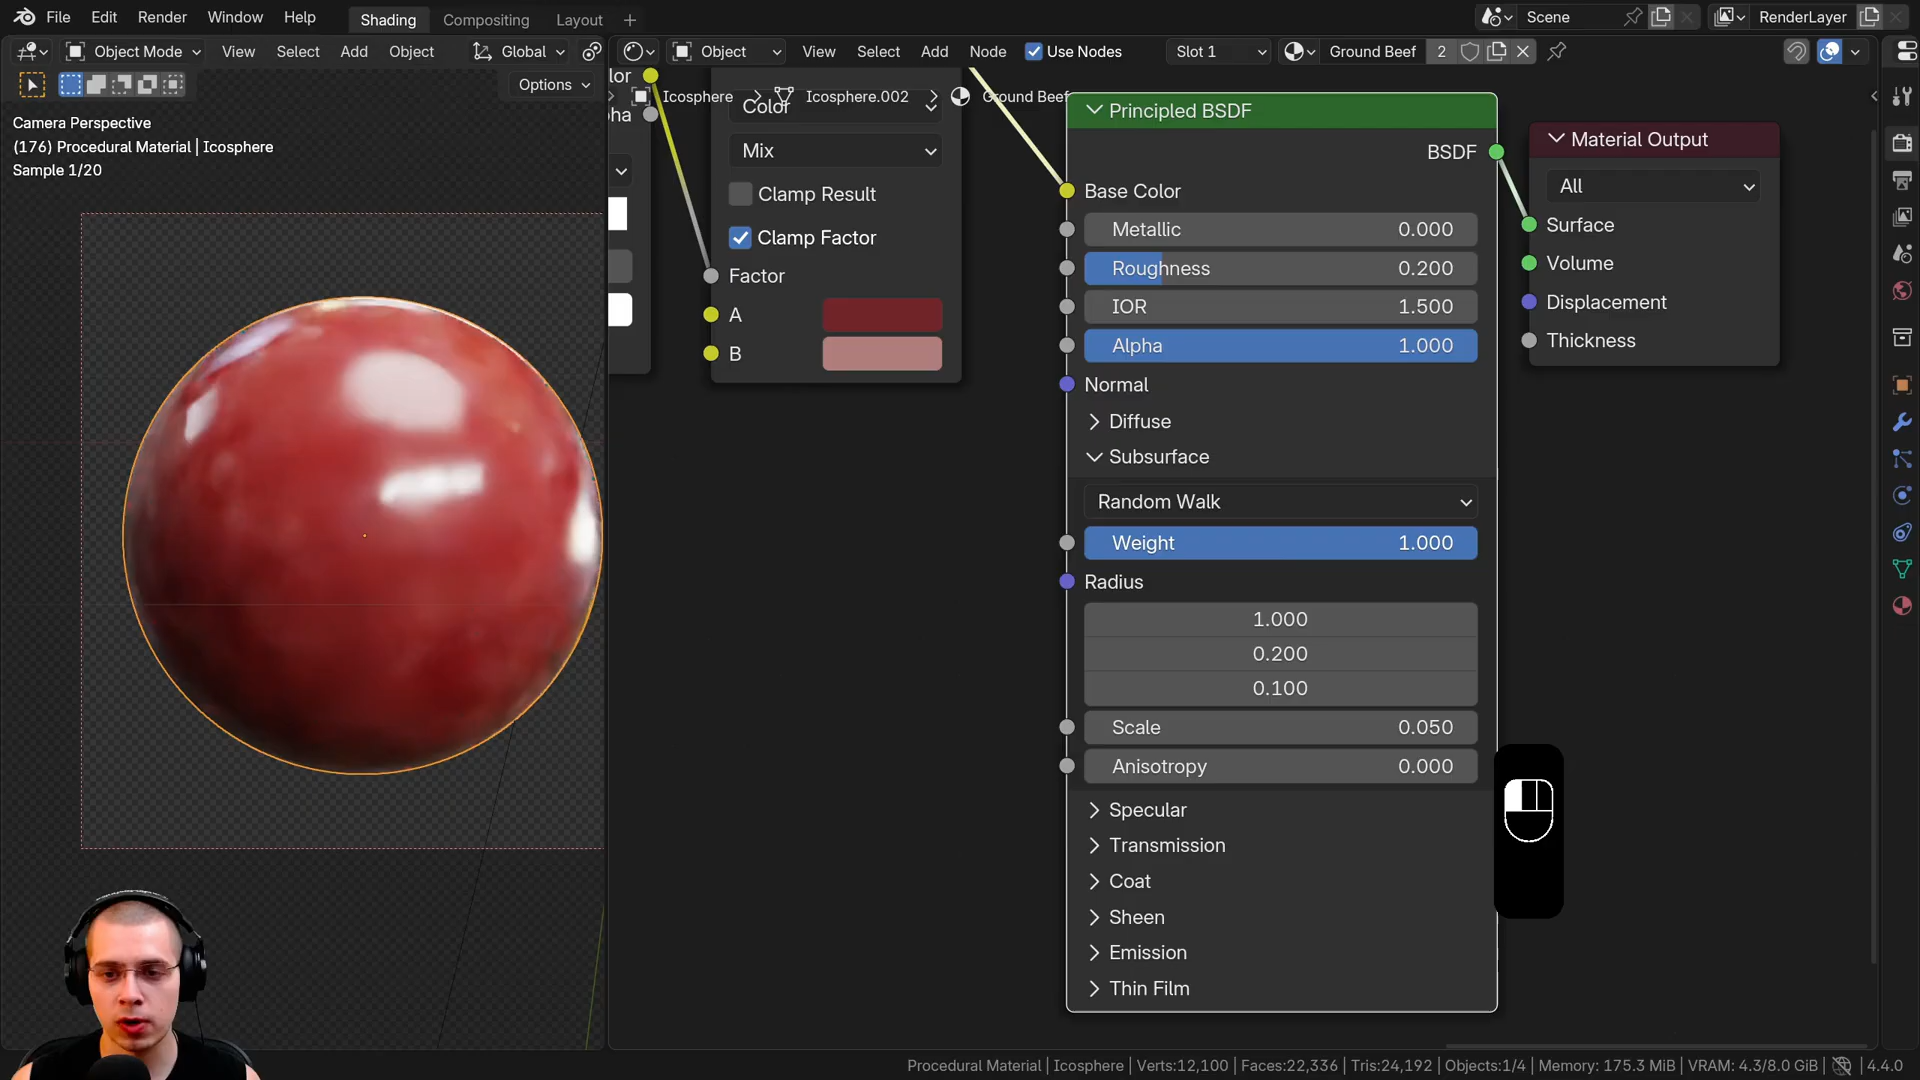 File Edit Render Window Help Shading Compositing Layout + Scene RenderLayer
Object Mode View Select Add Object Global Object View Select Add Node Use Nodes Slot 1 Ground Beef 2
Options
Icosphere Icosphere.002 Ground Beef
Camera Perspective
(176) Procedural Material | Icosphere
Sample 1/20
lor
ha
Color
Mix
Clamp Result
Clamp Factor
Factor
A
B
Principled BSDF
BSDF
Base Color
Metallic 0.000
Roughness 0.200
IOR 1.500
Alpha 1.000
Normal
Diffuse
Subsurface
Random Walk
Weight 1.000
Radius
1.000
0.200
0.100
Scale 0.050
Anisotropy 0.000
Specular
Transmission
Coat
Sheen
Emission
Thin Film
Material Output
All
Surface
Volume
Displacement
Thickness
Procedural Material | Icosphere | Verts:12,100 | Faces:22,336 | Tris:24,192 | Objects:1/4 | Memory: 175.3 MiB | VRAM: 4.3/8.0 GiB | 4.4.0